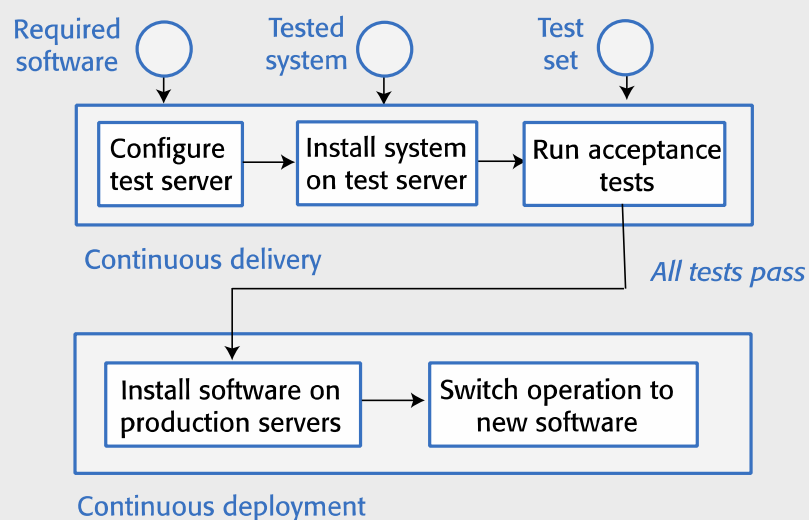 Required
software
Tested
system
Test
set
Configure
test server
Install system
on test server
Run acceptance
tests
Continuous delivery
All tests pass
Install software on
production servers
Switch operation to
new software
Continuous deployment